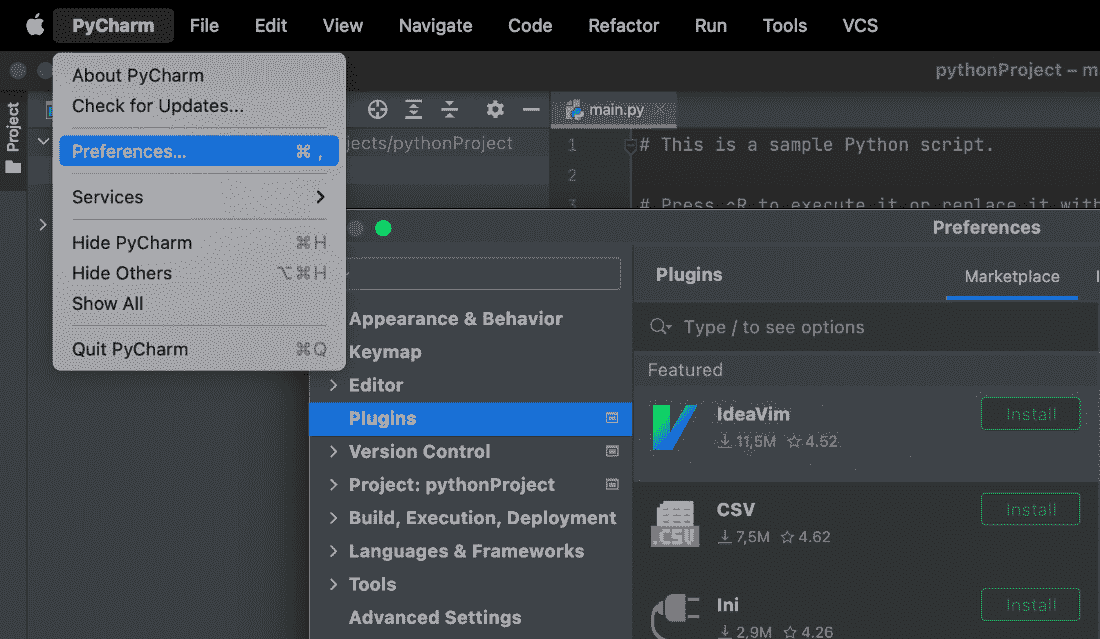 PyCharm File Edit View Navigate Code Refactor Run Tools VCS
pythonProject – m
About PyCharm
Check for Updates...
Preferences... ⌘ ,
Services
Hide PyCharm ⌘H
Hide Others ⌥⌘H
Show All
Quit PyCharm ⌘Q
Project
jects/pythonProject
main.py
1 # This is a sample Python script.
2
3 # Press ⌃R to execute it or replace it with
Preferences
Appearance & Behavior
Keymap
Editor
Plugins
Version Control
Project: pythonProject
Build, Execution, Deployment
Languages & Frameworks
Tools
Advanced Settings
Plugins Marketplace
Type / to see options
Featured
IdeaVim
11,5M 4.52
Install
CSV
7,5M 4.62
Install
.CSV
Ini
2,9M 4.26
Install